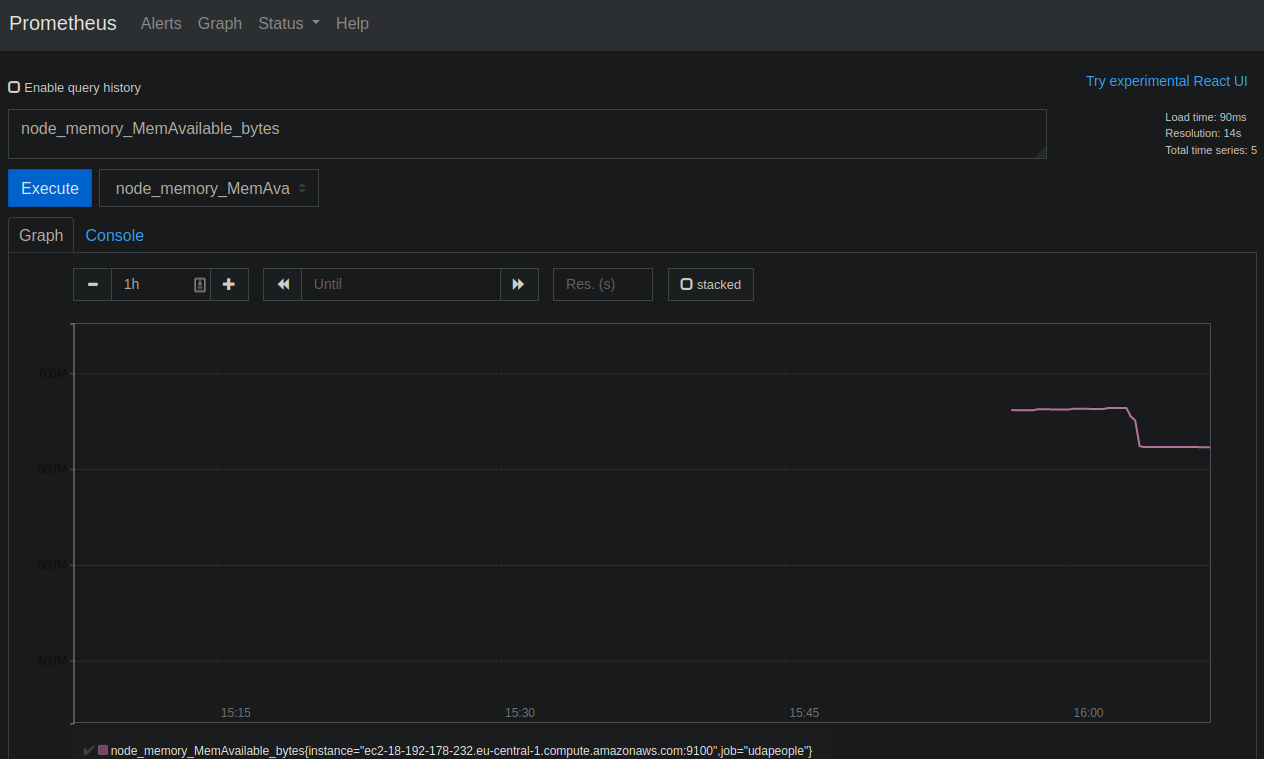 Prometheus Alerts Graph Status Help
Try experimental React UI
Enable query history
node_memory_MemAvailable_bytes
Load time: 90ms
Resolution: 14s
Total time series: 5
Execute node_memory_MemAva
Graph Console
1h Until Res. (s) stacked
700M
600M
500M
400M
15:15 15:30 15:45 16:00
node_memory_MemAvailable_bytes{instance="ec2-18-192-178-232.eu-central-1.compute.amazonaws.com:9100",job="udapeople"}